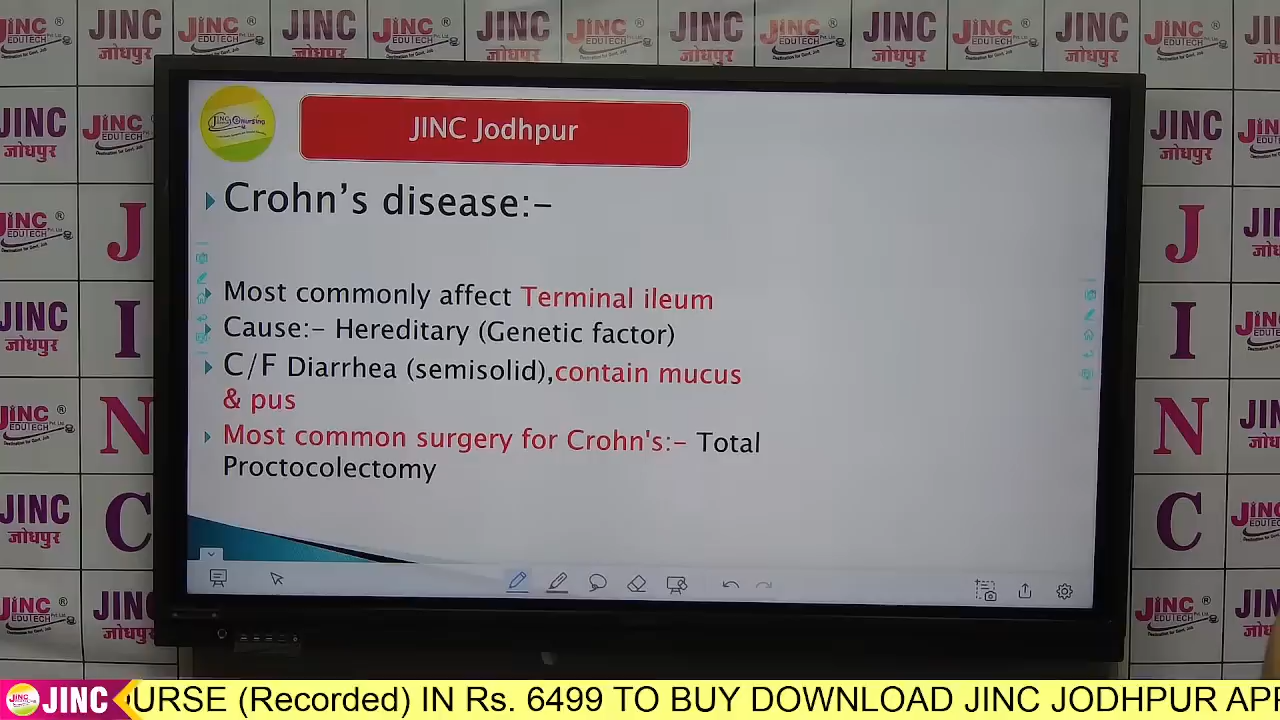 JINC Jodhpur
Crohn's disease:-
Most commonly affect Terminal ileum
Cause:- Hereditary (Genetic factor)
C/F Diarrhea (semisolid),contain mucus
& pus
Most common surgery for Crohn's:- Total
Proctocolectomy
JINC
जोधपुर
JINC
EDUTECH
J
I
N
C
J
I
N
C
JINC
URSE (Recorded) IN Rs. 6499 TO BUY DOWNLOAD JINC JODHPUR APP